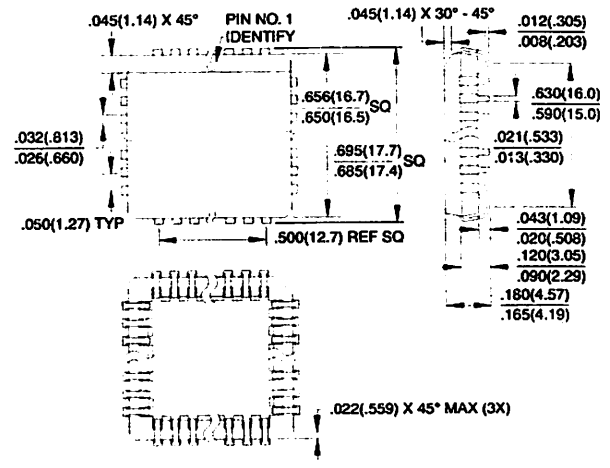 .045(1.14) X 45°
PIN NO. 1
IDENTIFY
.045(1.14) X 30° - 45°
.012(.305)
.008(.203)
.656(16.7)
.650(16.5) SQ
.630(16.0)
.590(15.0)
.032(.813)
.026(.660)
.021(.533)
.013(.330)
.695(17.7)
.685(17.4) SQ
.050(1.27) TYP
.500(12.7) REF SQ
.043(1.09)
.020(.508)
.120(3.05)
.090(2.29)
.180(4.57)
.165(4.19)
.022(.559) X 45° MAX (3X)